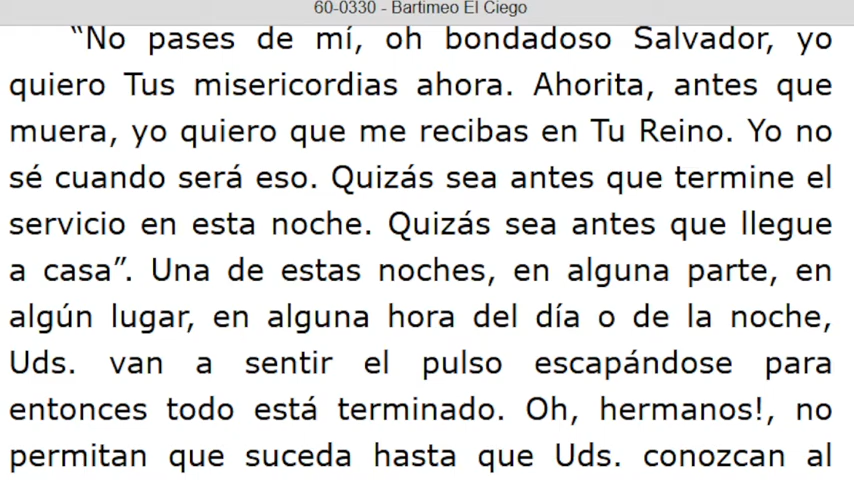 60-0330 - Bartimeo El Ciego
“No pases de mí, oh bondadoso Salvador, yo
quiero Tus misericordias ahora. Ahorita, antes que
muera, yo quiero que me recibas en Tu Reino. Yo no
sé cuando será eso. Quizás sea antes que termine el
servicio en esta noche. Quizás sea antes que llegue
a casa”. Una de estas noches, en alguna parte, en
algún lugar, en alguna hora del día o de la noche,
Uds. van a sentir el pulso escapándose para
entonces todo está terminado. Oh, hermanos!, no
permitan que suceda hasta que Uds. conozcan al